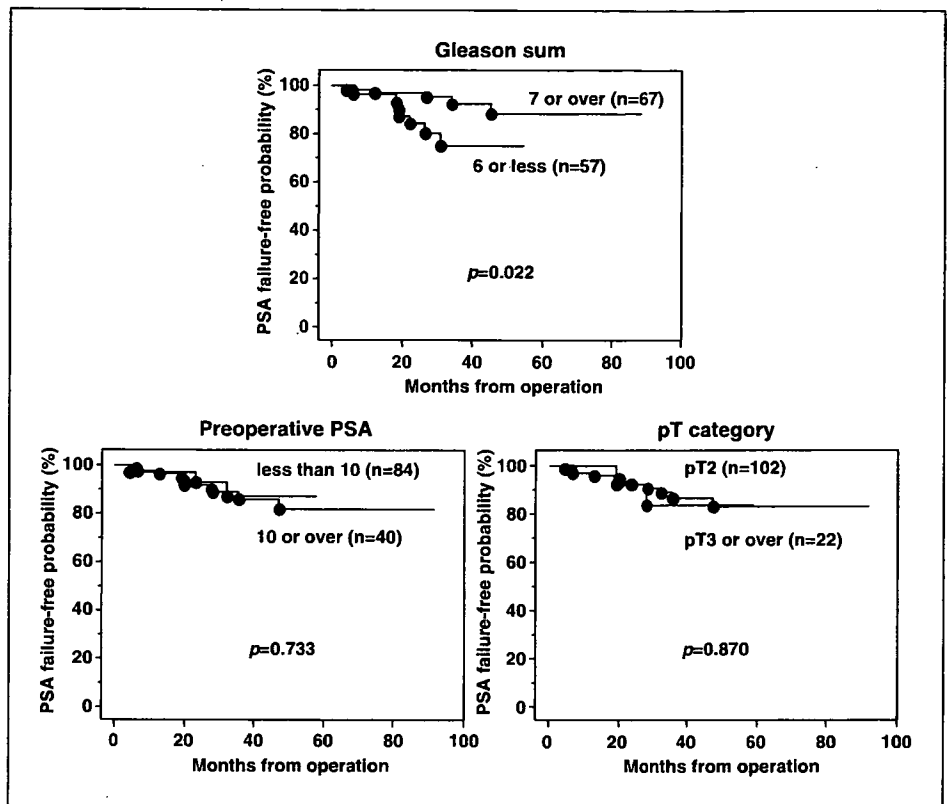 Gleason sum
PSA failure-free probability (%)
100
80
60
40
20
0
7 or over (n=67)
6 or less (n=57)
p=0.022
0 20 40 60 80 100
Months from operation
Preoperative PSA
PSA failure-free probability (%)
100
80
60
40
20
0
less than 10 (n=84)
10 or over (n=40)
p=0.733
0 20 40 60 80 100
Months from operation
pT category
PSA failure-free probability (%)
100
80
60
40
20
0
pT2 (n=102)
pT3 or over (n=22)
p=0.870
0 20 40 60 80 100
Months from operation